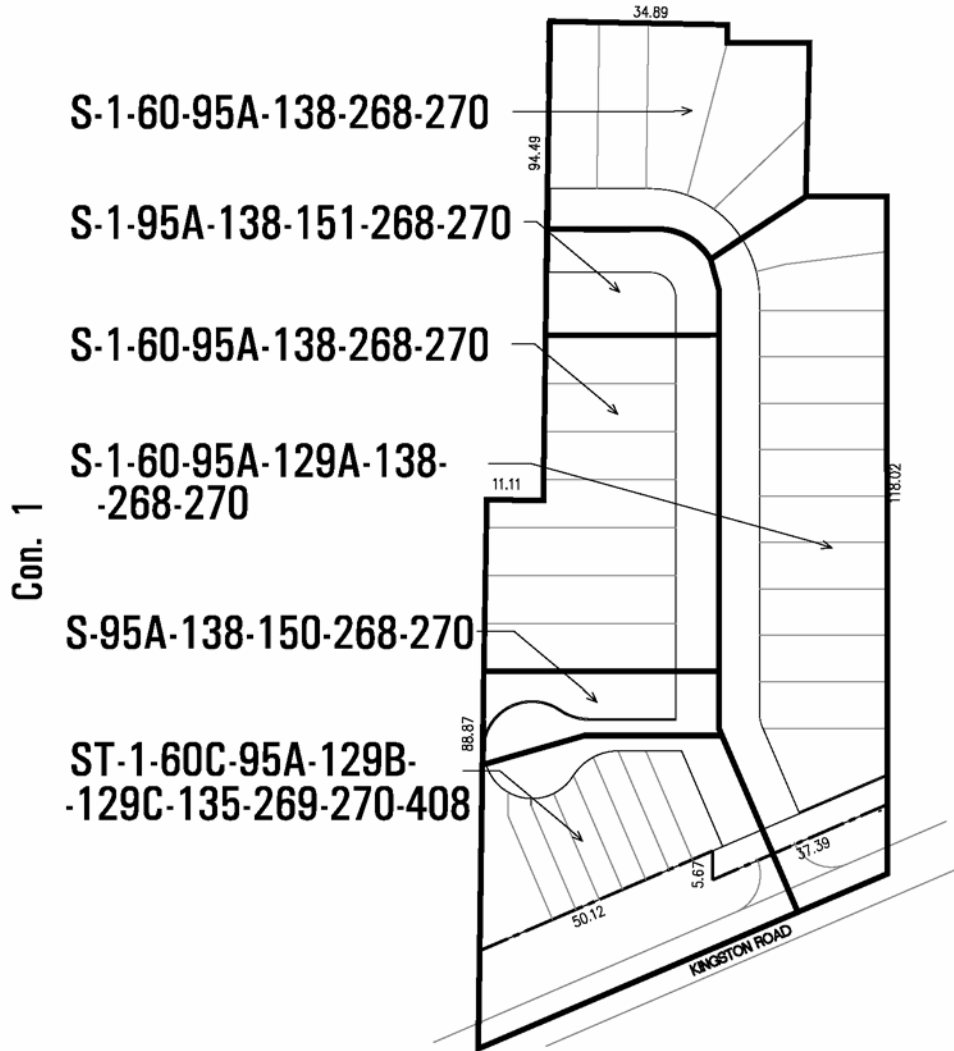 34.89
S-1-60-95A-138-268-270
94.49
S-1-95A-138-151-268-270
S-1-60-95A-138-268-270
S-1-60-95A-129A-138-
-268-270
11.11
118.02
Con. 1
S-95A-138-150-268-270
88.87
ST-1-60C-95A-129B-
-129C-135-269-270-408
37.39
5.67
50.12
KINGSTON ROAD